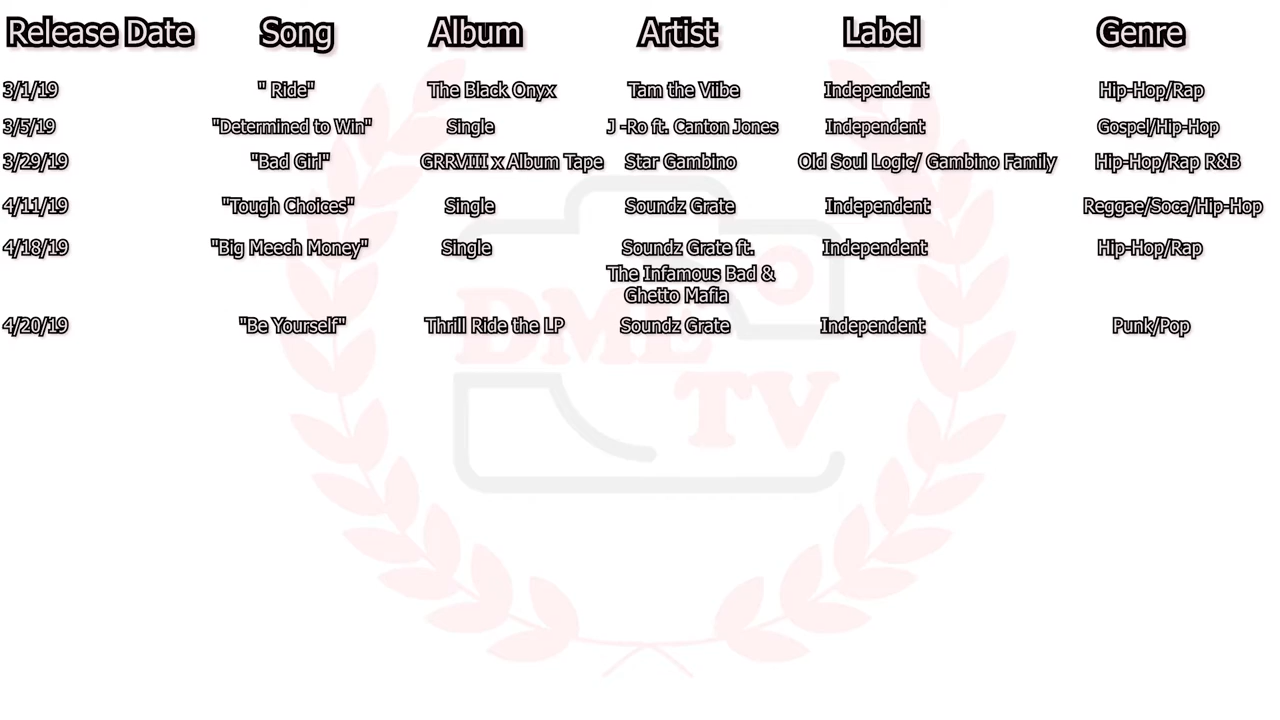 Release Date Song Album Artist Label Genre
3/1/19 " Ride" The Black Onyx Tam the Viibe Independent Hip-Hop/Rap
3/5/19 "Determined to Win" Single J -Ro ft. Canton Jones Independent Gospel/Hip-Hop
3/29/19 "Bad Girl" GRRVIII x Album Tape Star Gambino Old Soul Logic/ Gambino Family Hip-Hop/Rap R&B
4/11/19 "Tough Choices" Single Soundz Grate Independent Reggae/Soca/Hip-Hop
4/18/19 "Big Meech Money" Single Soundz Grate ft. Independent Hip-Hop/Rap
The Infamous Bad &
Ghetto Mafia
4/20/19 "Be Yourself" Thrill Ride the LP Soundz Grate Independent Punk/Pop
DME
TV